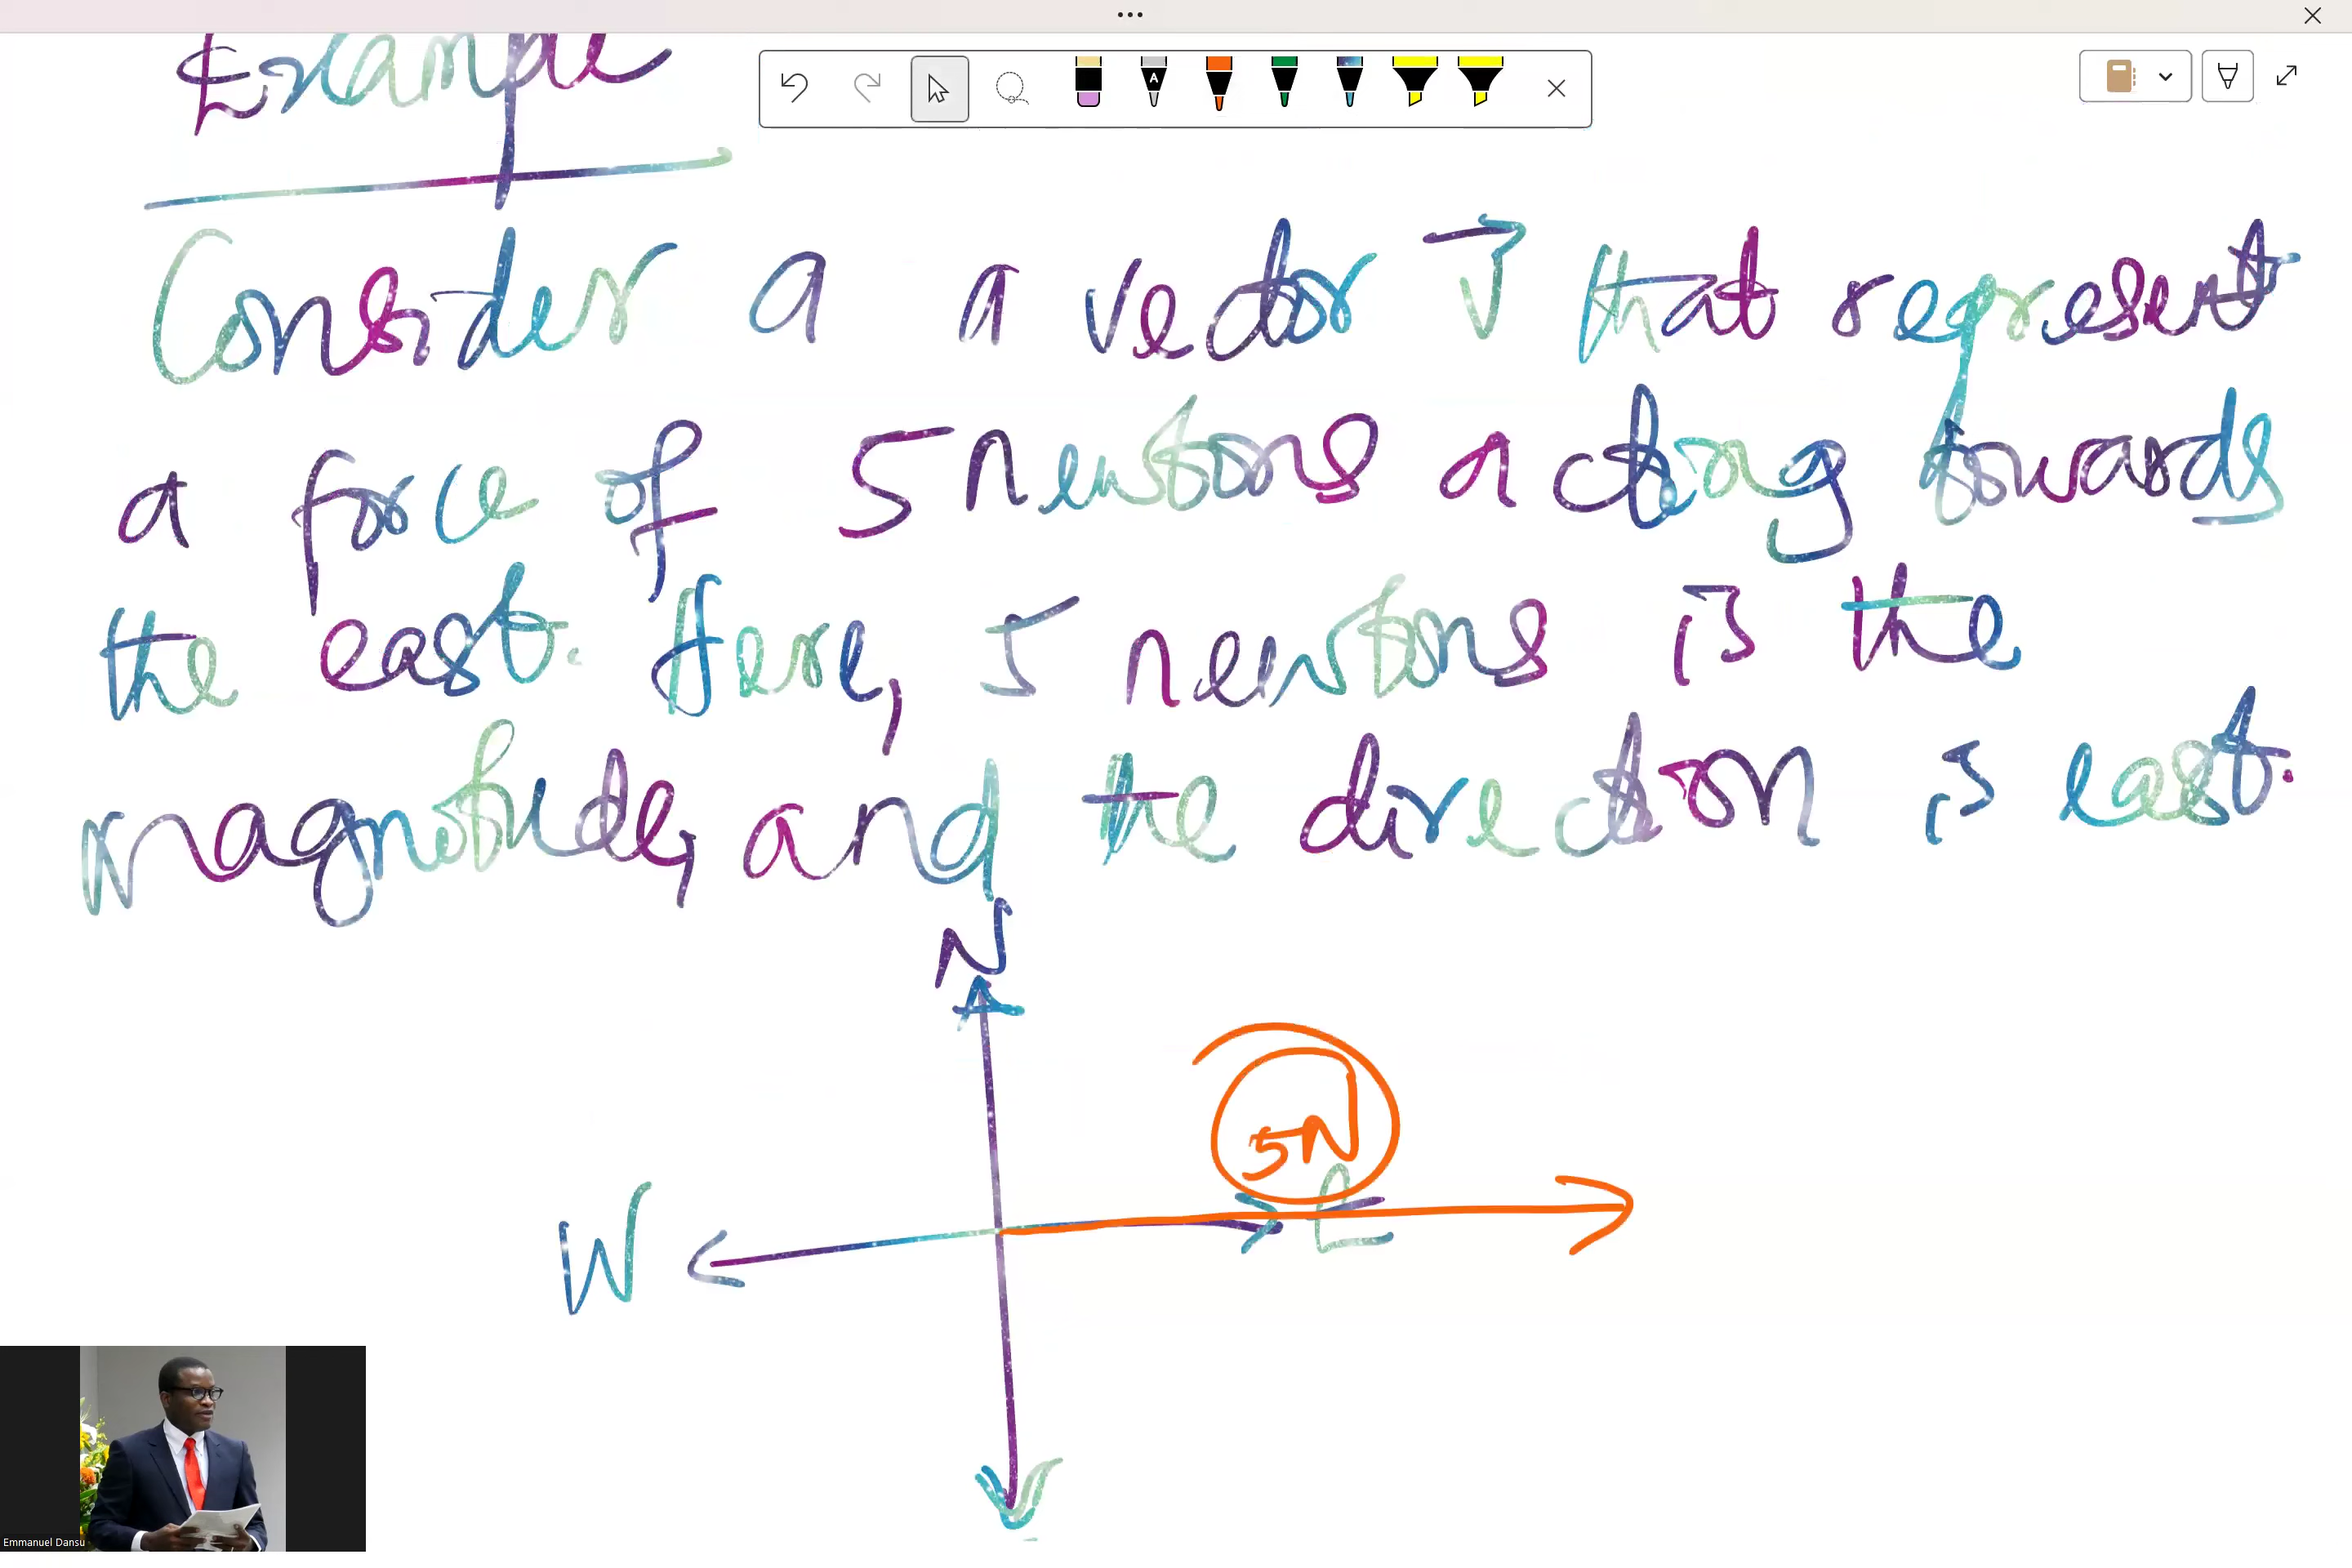 Example
Consider a a vector v⃗ that represent
a force of 5 newtons acting towards
the east. Here, 5 newtons is the
magnitude, and the direction is east.
N
5N
W E
Emmanuel Dansu